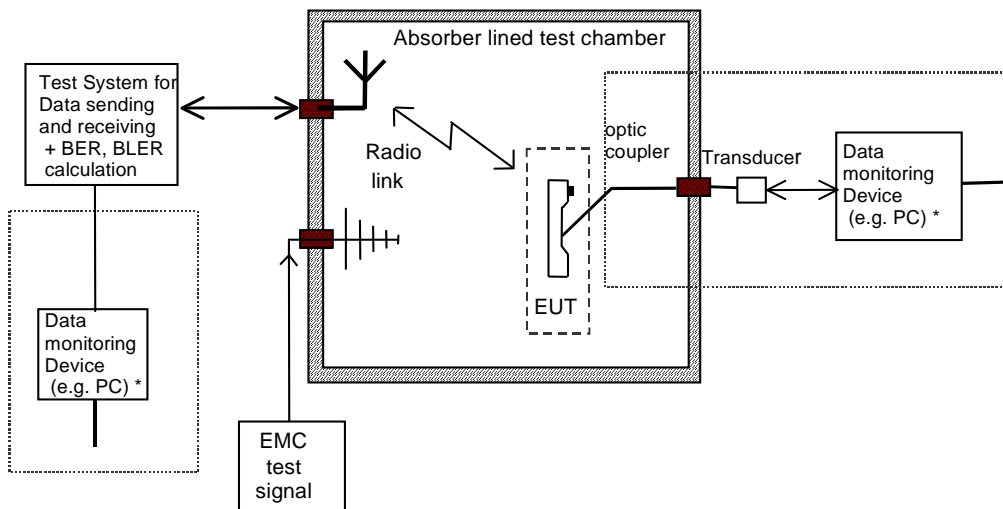 Absorber lined test chamber
Test System for
Data sending
and receiving
+ BER, BLER
calculation
Radio
link
optic
coupler
Transducer
Data
monitoring
Device
(e.g. PC) *
EUT
Data
monitoring
Device
(e.g. PC) *
EMC
test
signal